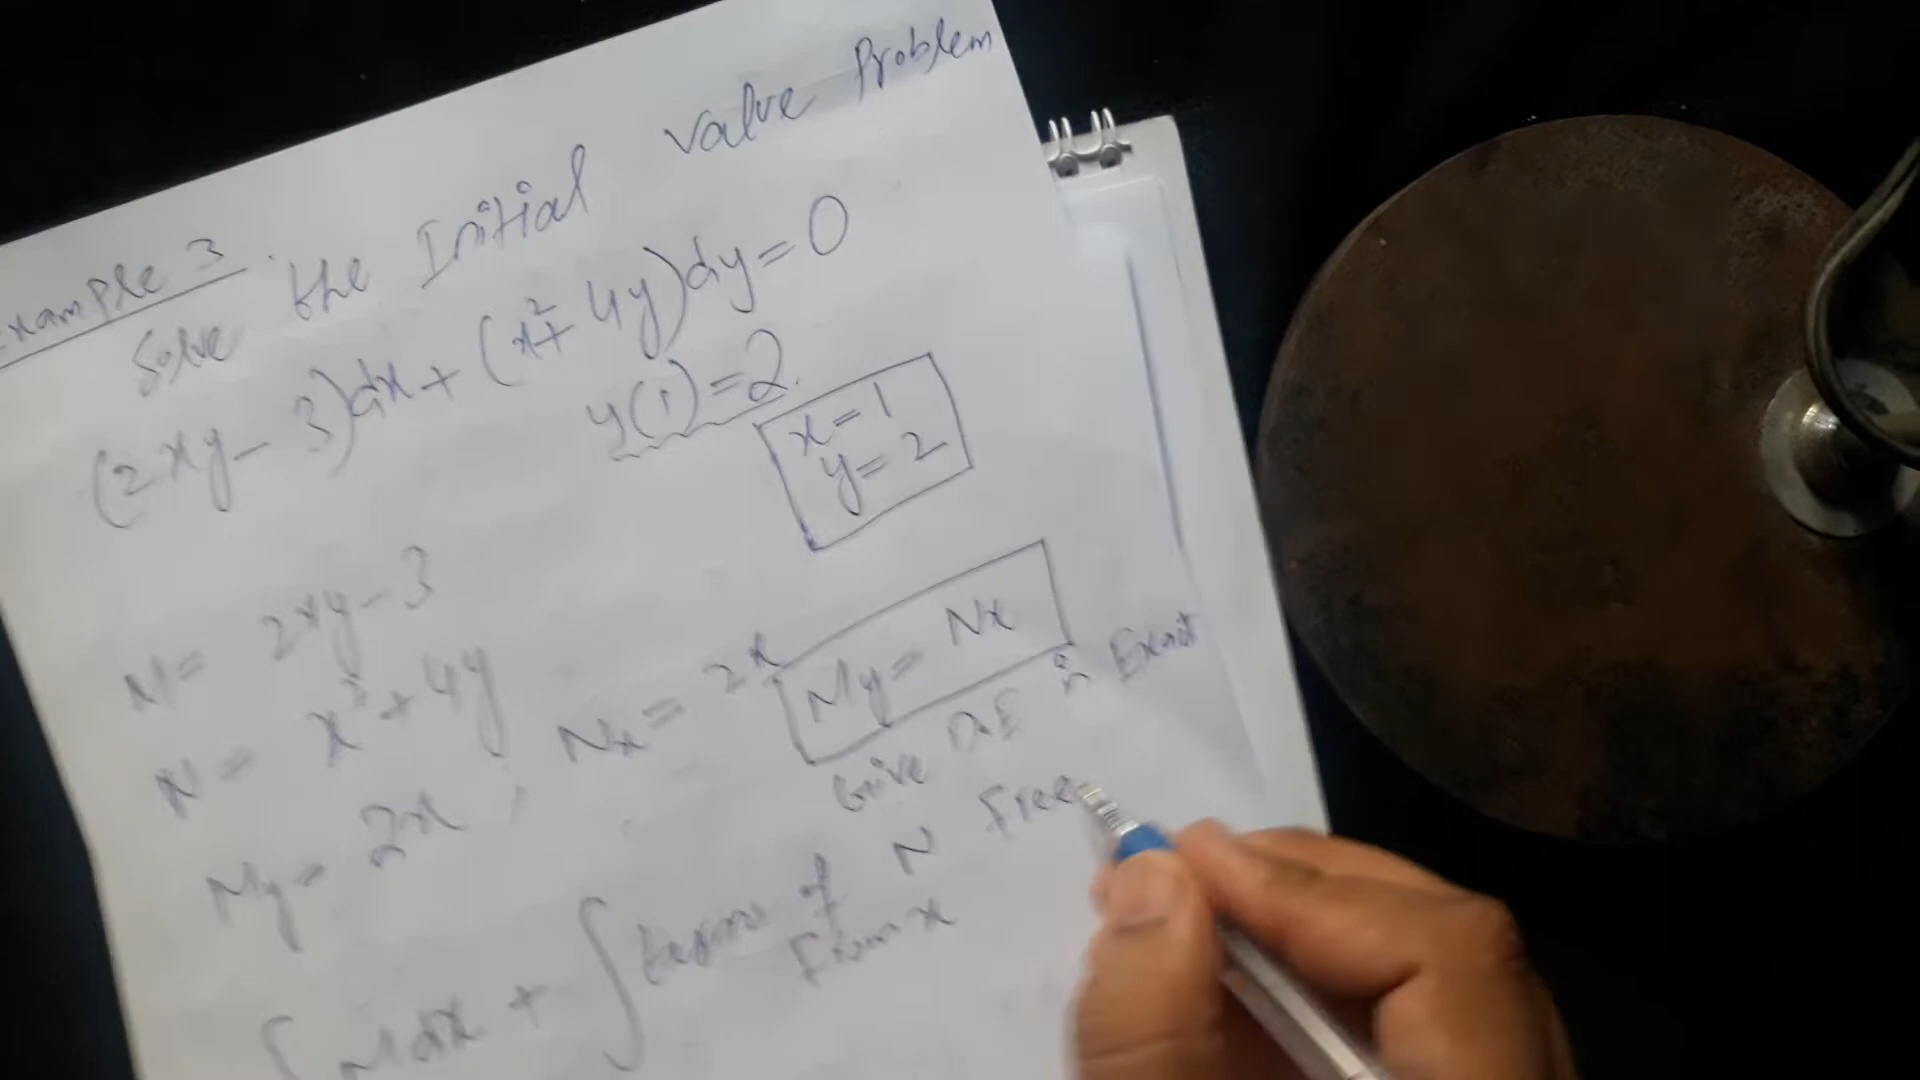 Example 3
Solve the Initial Value Problem
(2xy-3)dx+(x²+4y)dy=0
y(1)=2
x=1
y=2
M= 2xy-3
N= x²+4y
My= 2x; Nx=2x My= Nx
Give D.E is Exact
∫ Mdx + ∫terms of N Free
From x